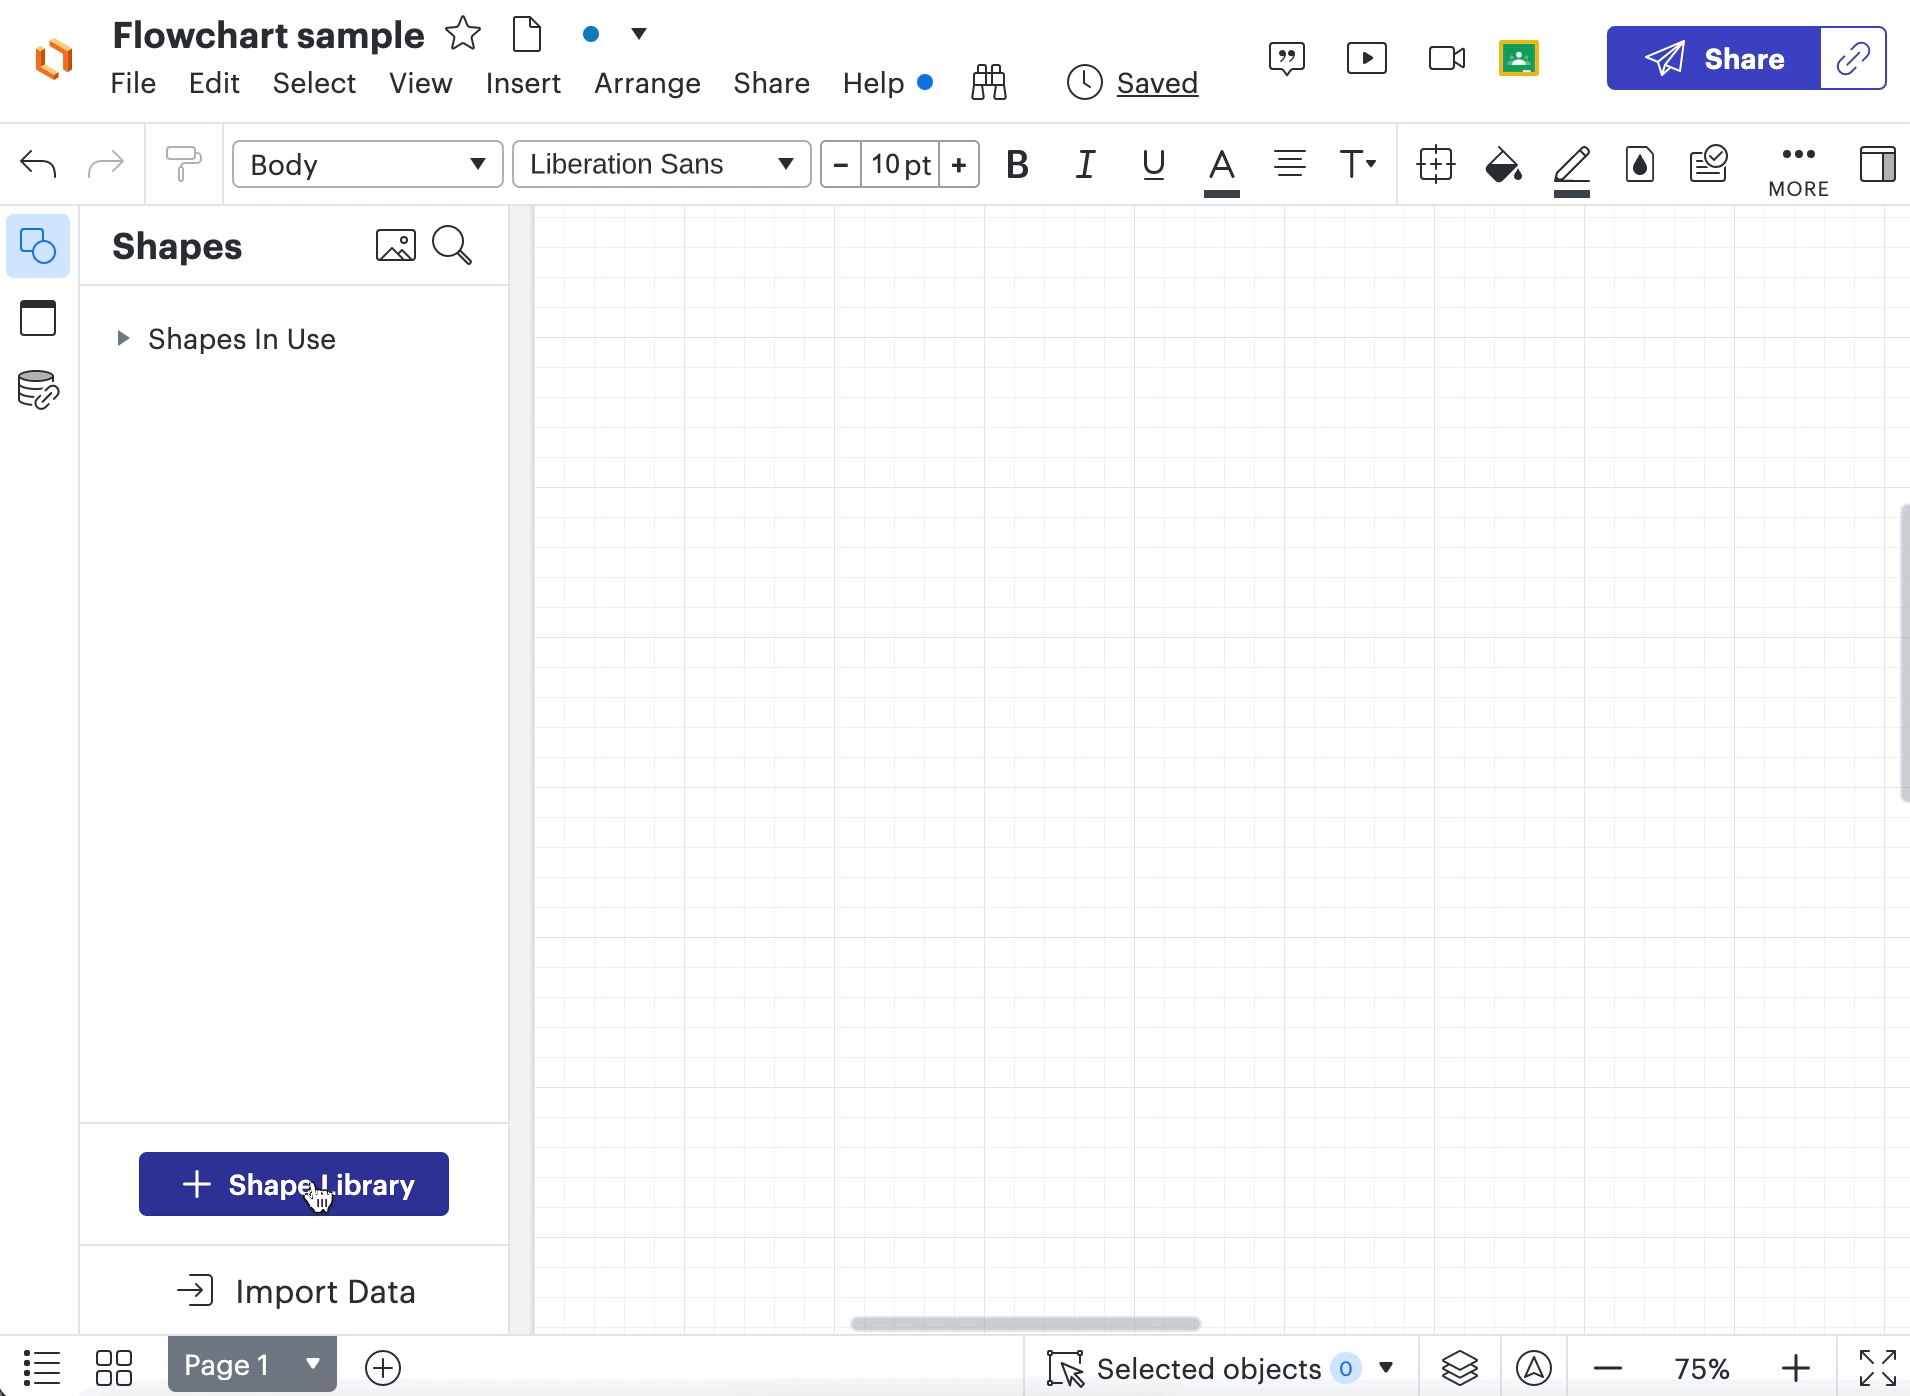 Flowchart sample
File Edit Select View Insert Arrange Share Help Saved
Share
Body Liberation Sans - 10 pt + B I U A T MORE
Shapes
Shapes In Use
+ Shape Library
Import Data
Page 1 Selected objects 0 75%